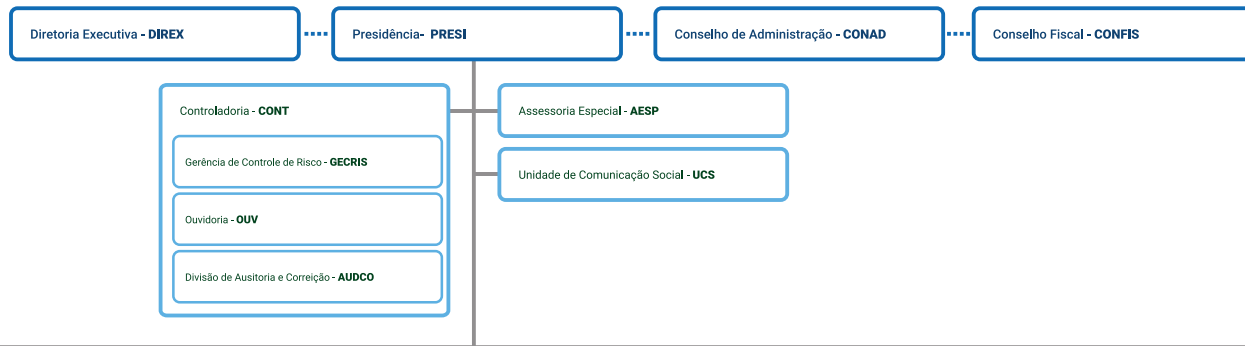 Diretoria Executiva - DIREX
Presidência- PRESI
Conselho de Administração - CONAD
Conselho Fiscal - CONFIS
Controladoria - CONT
Gerência de Controle de Risco - GECRIS
Ouvidoria - OUV
Divisão de Ausitoria e Correição - AUDCO
Assessoria Especial - AESP
Unidade de Comunicação Social - UCS